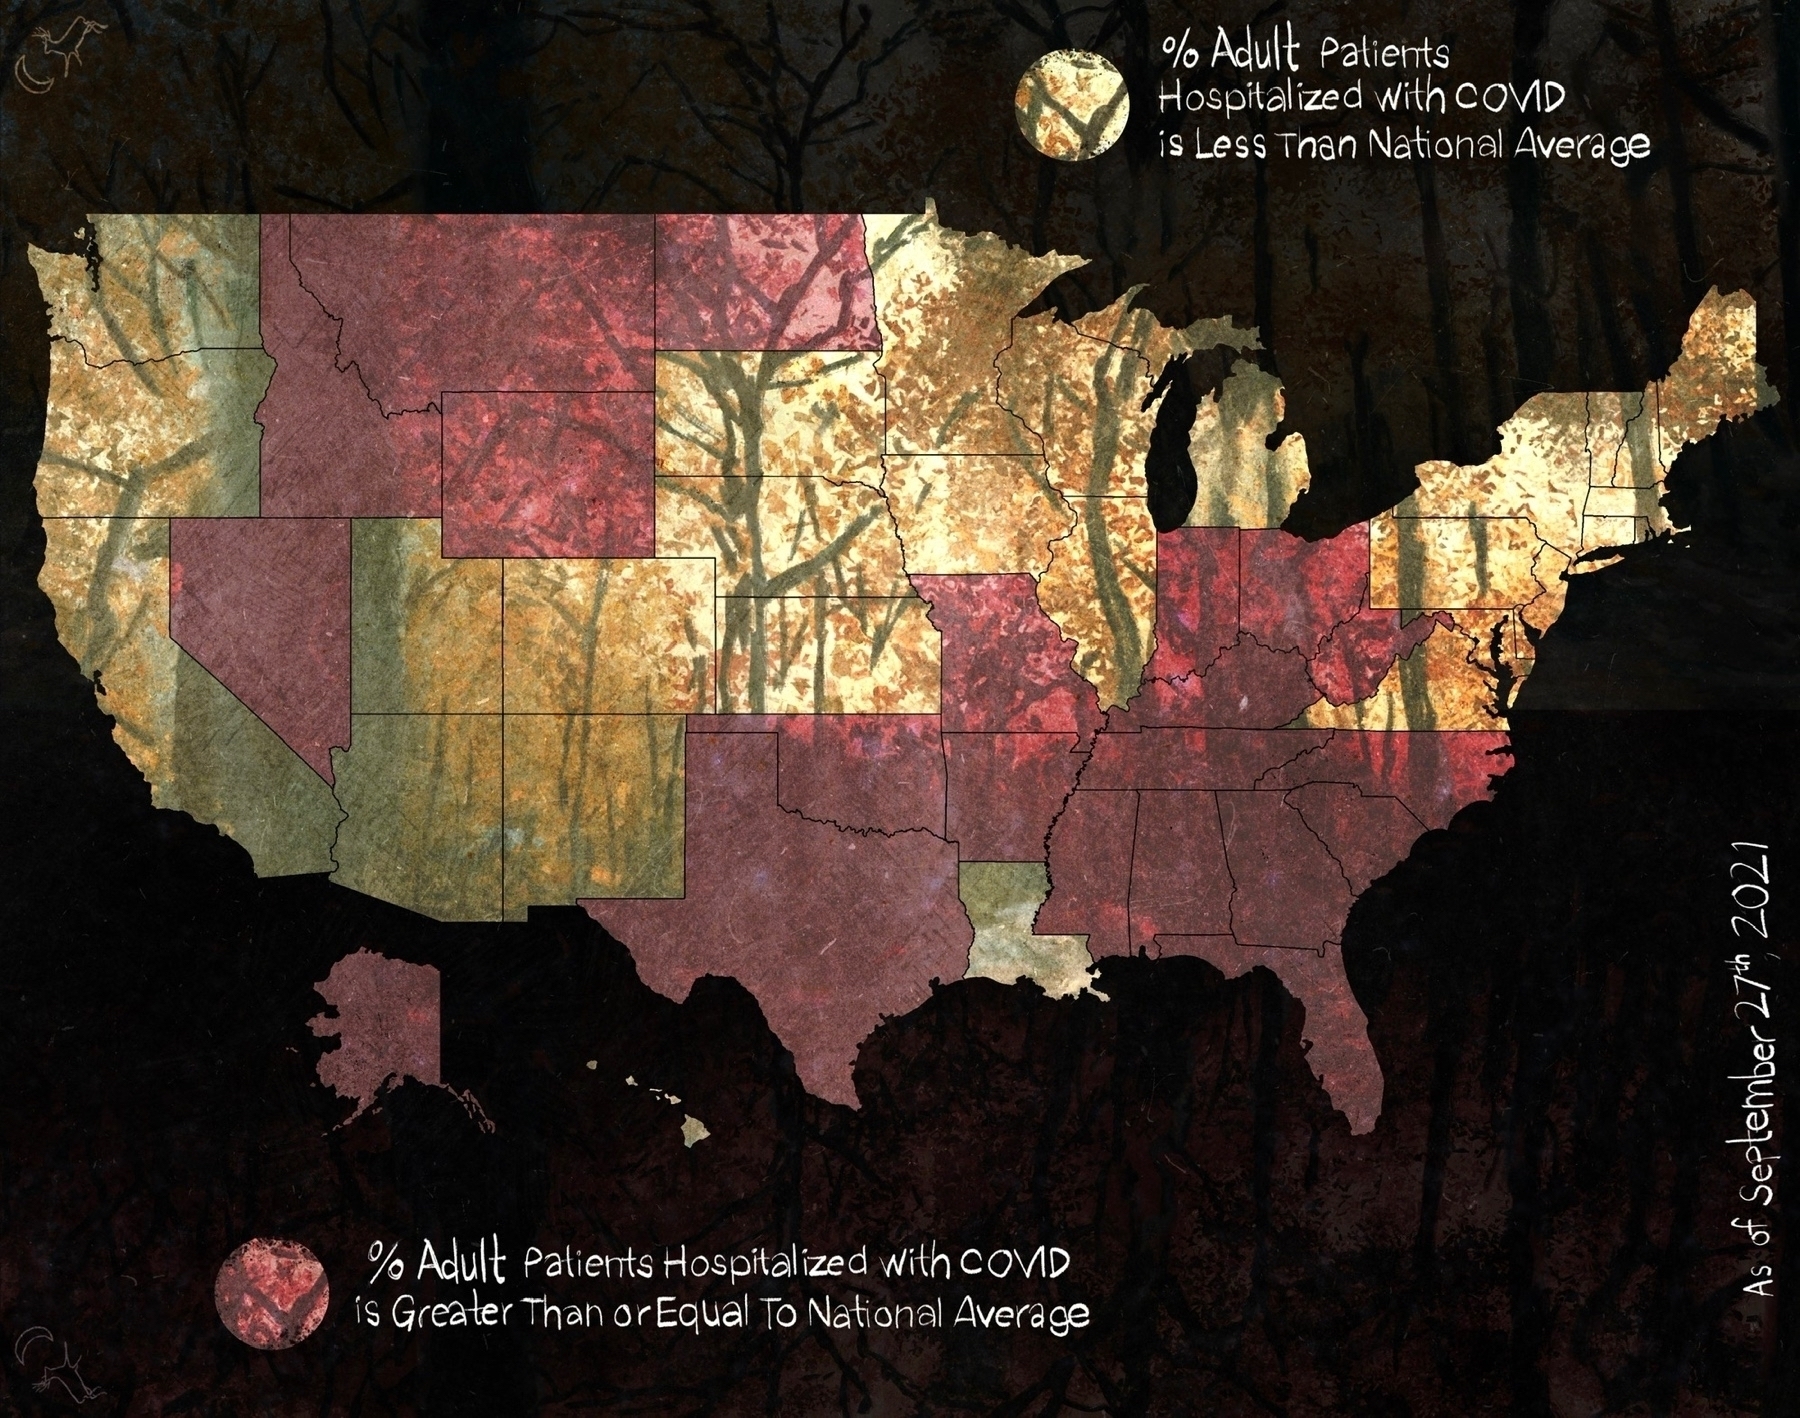 % Adult Patients
Hospitalized with COVID
is Less Than National Average
% Adult Patients Hospitalized with COVID
is Greater Than or Equal To National Average
As of September 27th, 2021